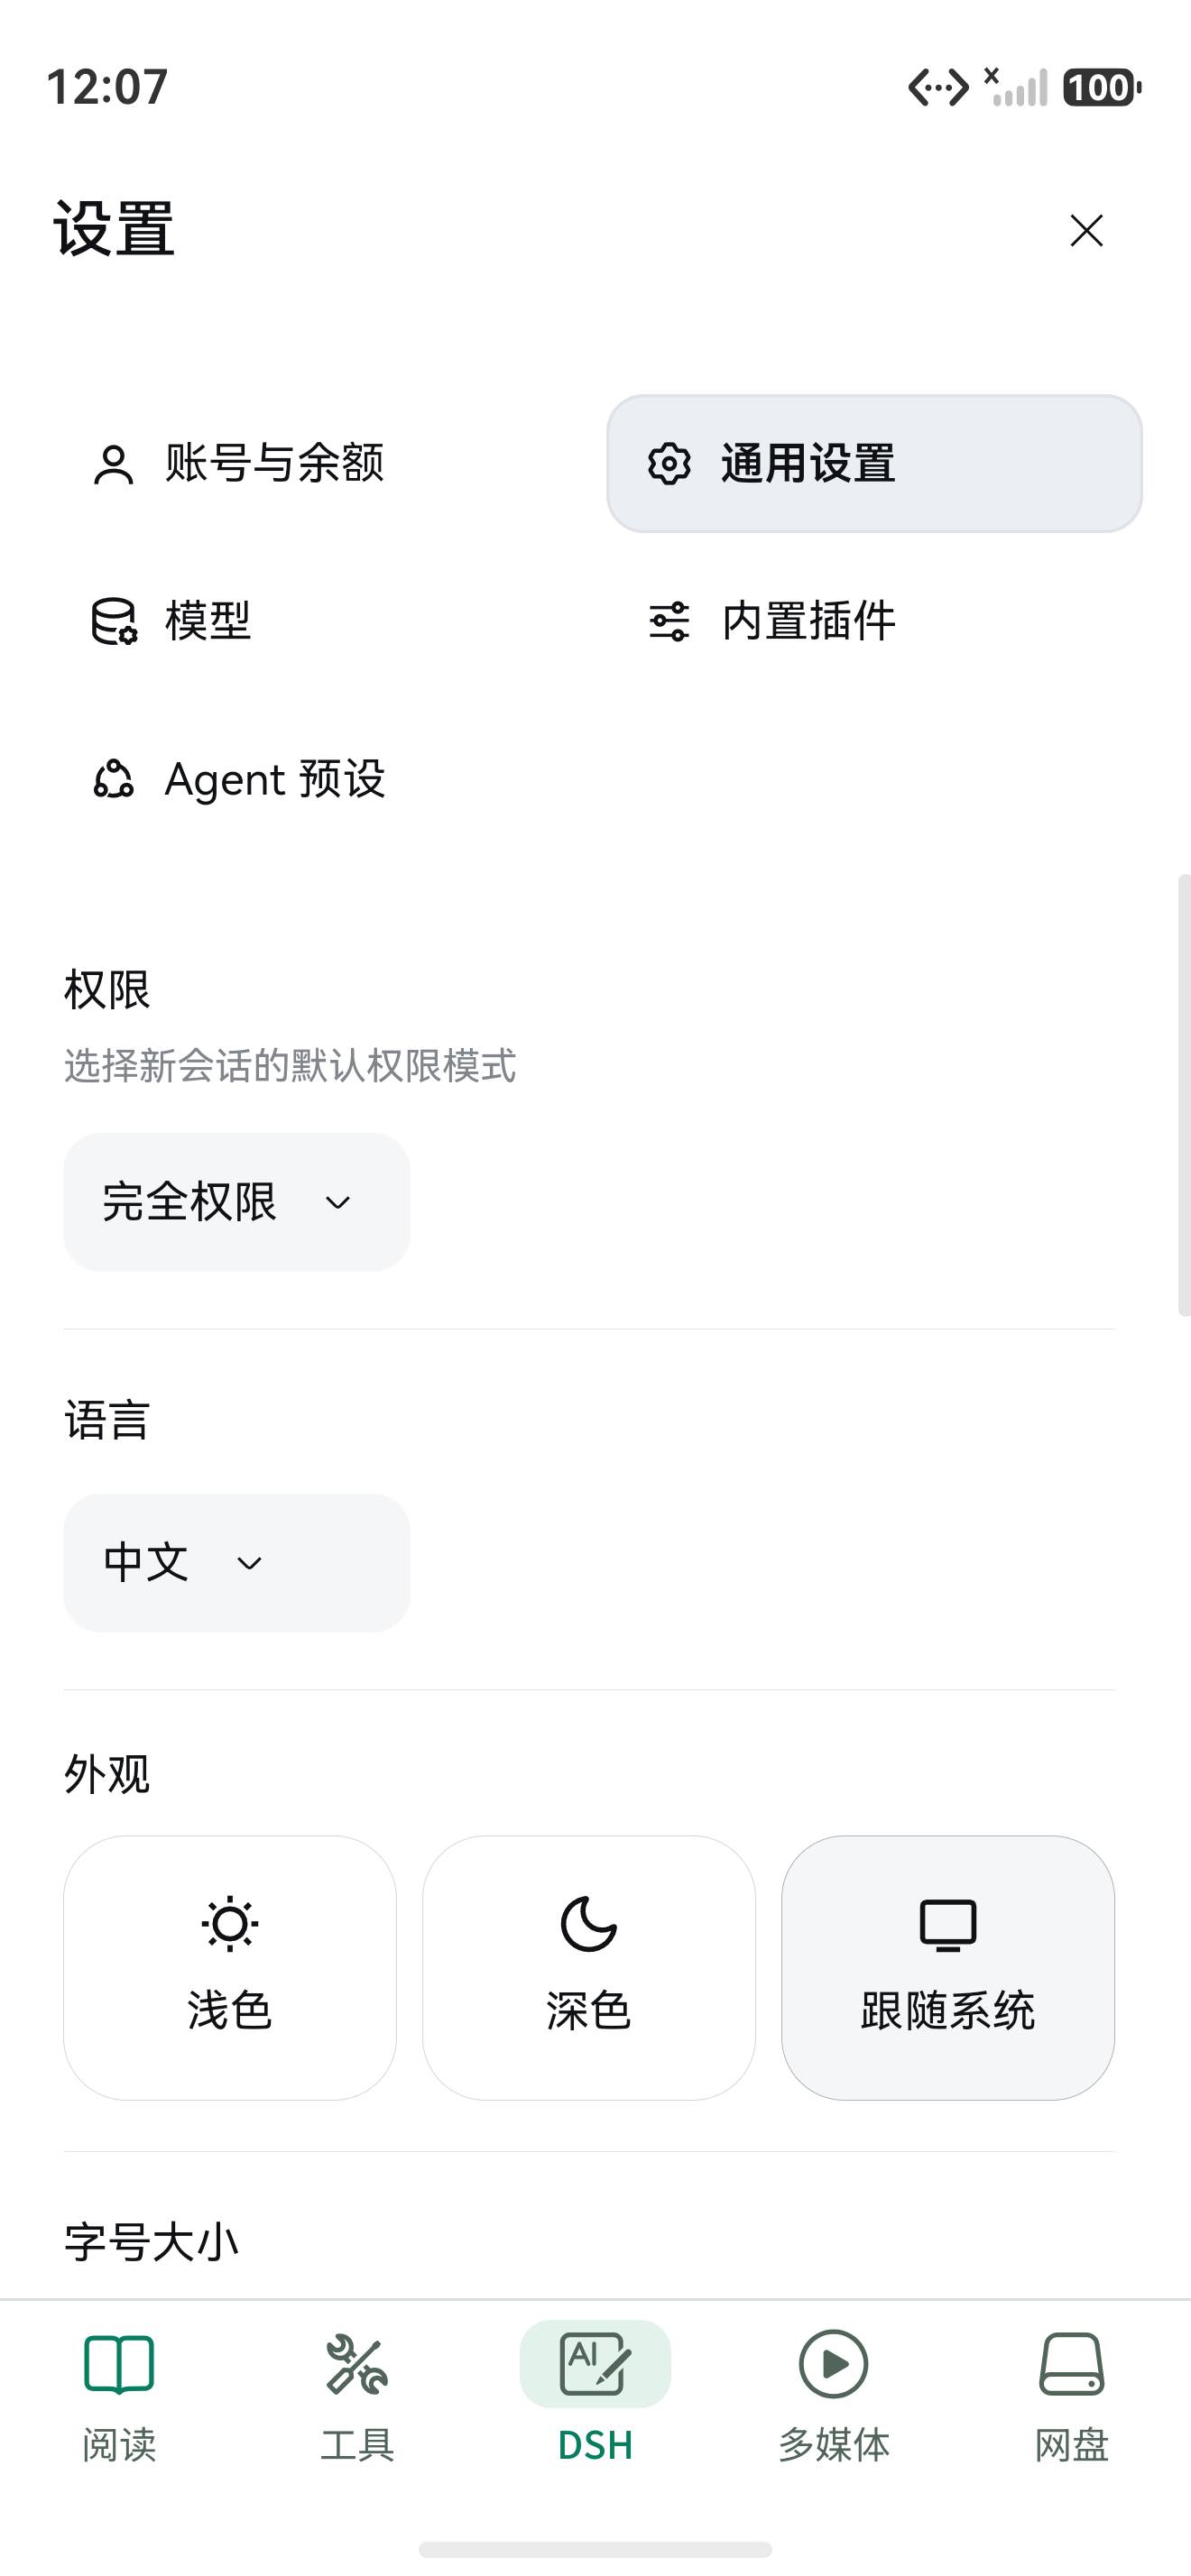 12:07
100
设置
账号与余额
通用设置
模型
内置插件
Agent 预设
权限
选择新会话的默认权限模式
完全权限
语言
中文
外观
浅色
深色
跟随系统
字号大小
AI
阅读
工具
DSH
多媒体
网盘